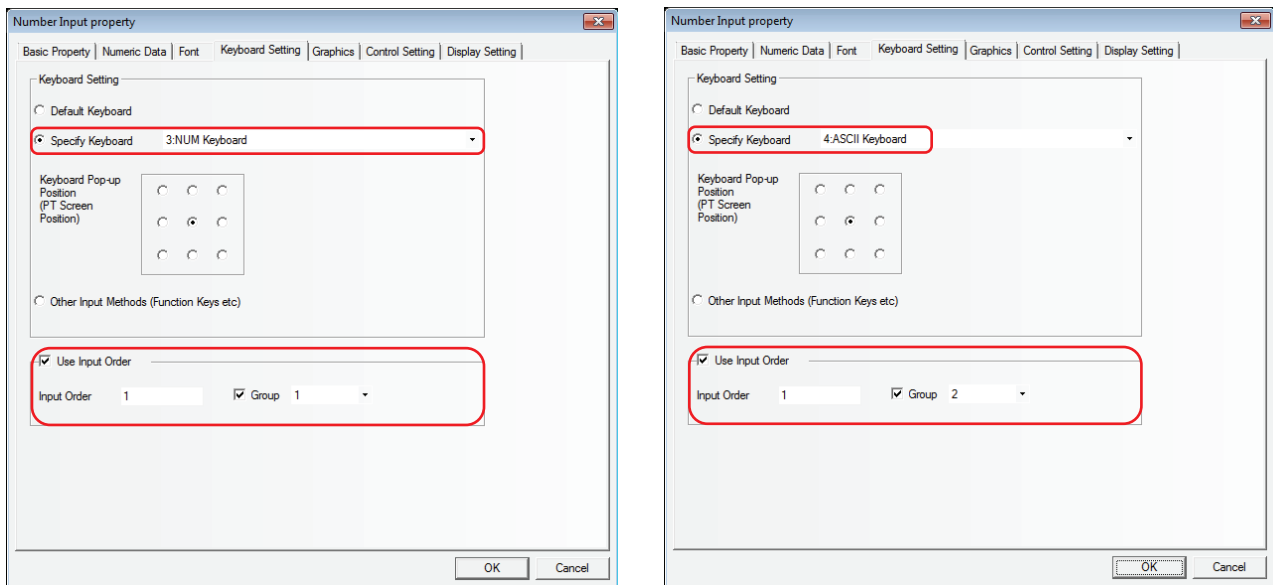 Number Input property
Basic Property Numeric Data Font Keyboard Setting Graphics Control Setting Display Setting
Keyboard Setting
Default Keyboard
Specify Keyboard 3:NUM Keyboard
Keyboard Pop-up
Position
(PT Screen
Position)
Other Input Methods (Function Keys etc)
Use Input Order
Input Order 1 Group 1
OK Cancel
Number Input property
Basic Property Numeric Data Font Keyboard Setting Graphics Control Setting Display Setting
Keyboard Setting
Default Keyboard
Specify Keyboard 4:ASCII Keyboard
Keyboard Pop-up
Position
(PT Screen
Position)
Other Input Methods (Function Keys etc)
Use Input Order
Input Order 1 Group 2
OK Cancel